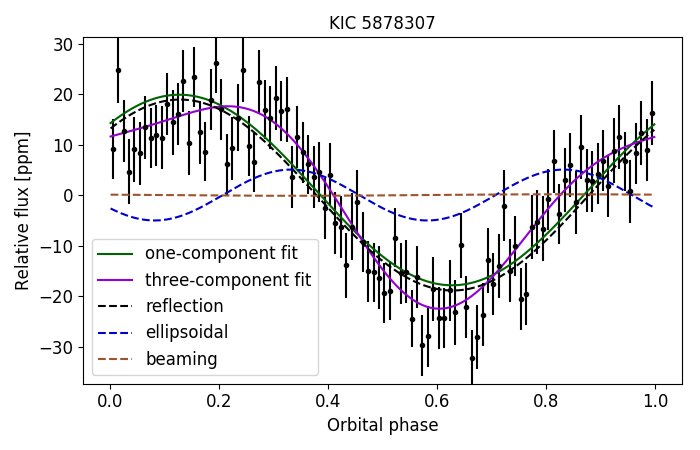 KIC 5878307
Relative flux [ppm]
30
20
10
0
−10
−20
−30
one-component fit
three-component fit
reflection
ellipsoidal
beaming
0.0 0.2 0.4 0.6 0.8 1.0
Orbital phase